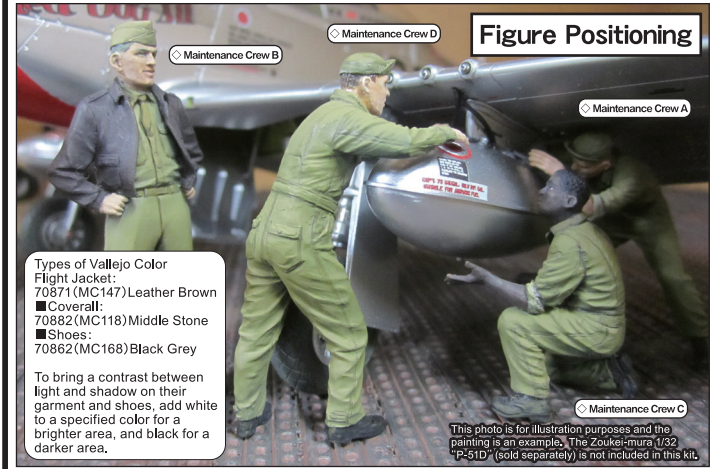 Figure Positioning
◇ Maintenance Crew D
◇ Maintenance Crew B
◇ Maintenance Crew A
Types of Vallejo Color
Flight Jacket:
70871(MC147)Leather Brown
■Coverall:
70882(MC118)Middle Stone
■Shoes:
70862(MC168)Black Grey
To bring a contrast between
light and shadow on their
garment and shoes, add white
to a specified color for a
brighter area, and black for a
darker area.
◇ Maintenance Crew C
This photo is for illustration purposes and the
painting is an example. The Zoukei-mura 1/32
"P-51D" (sold separately) is not included in this kit.